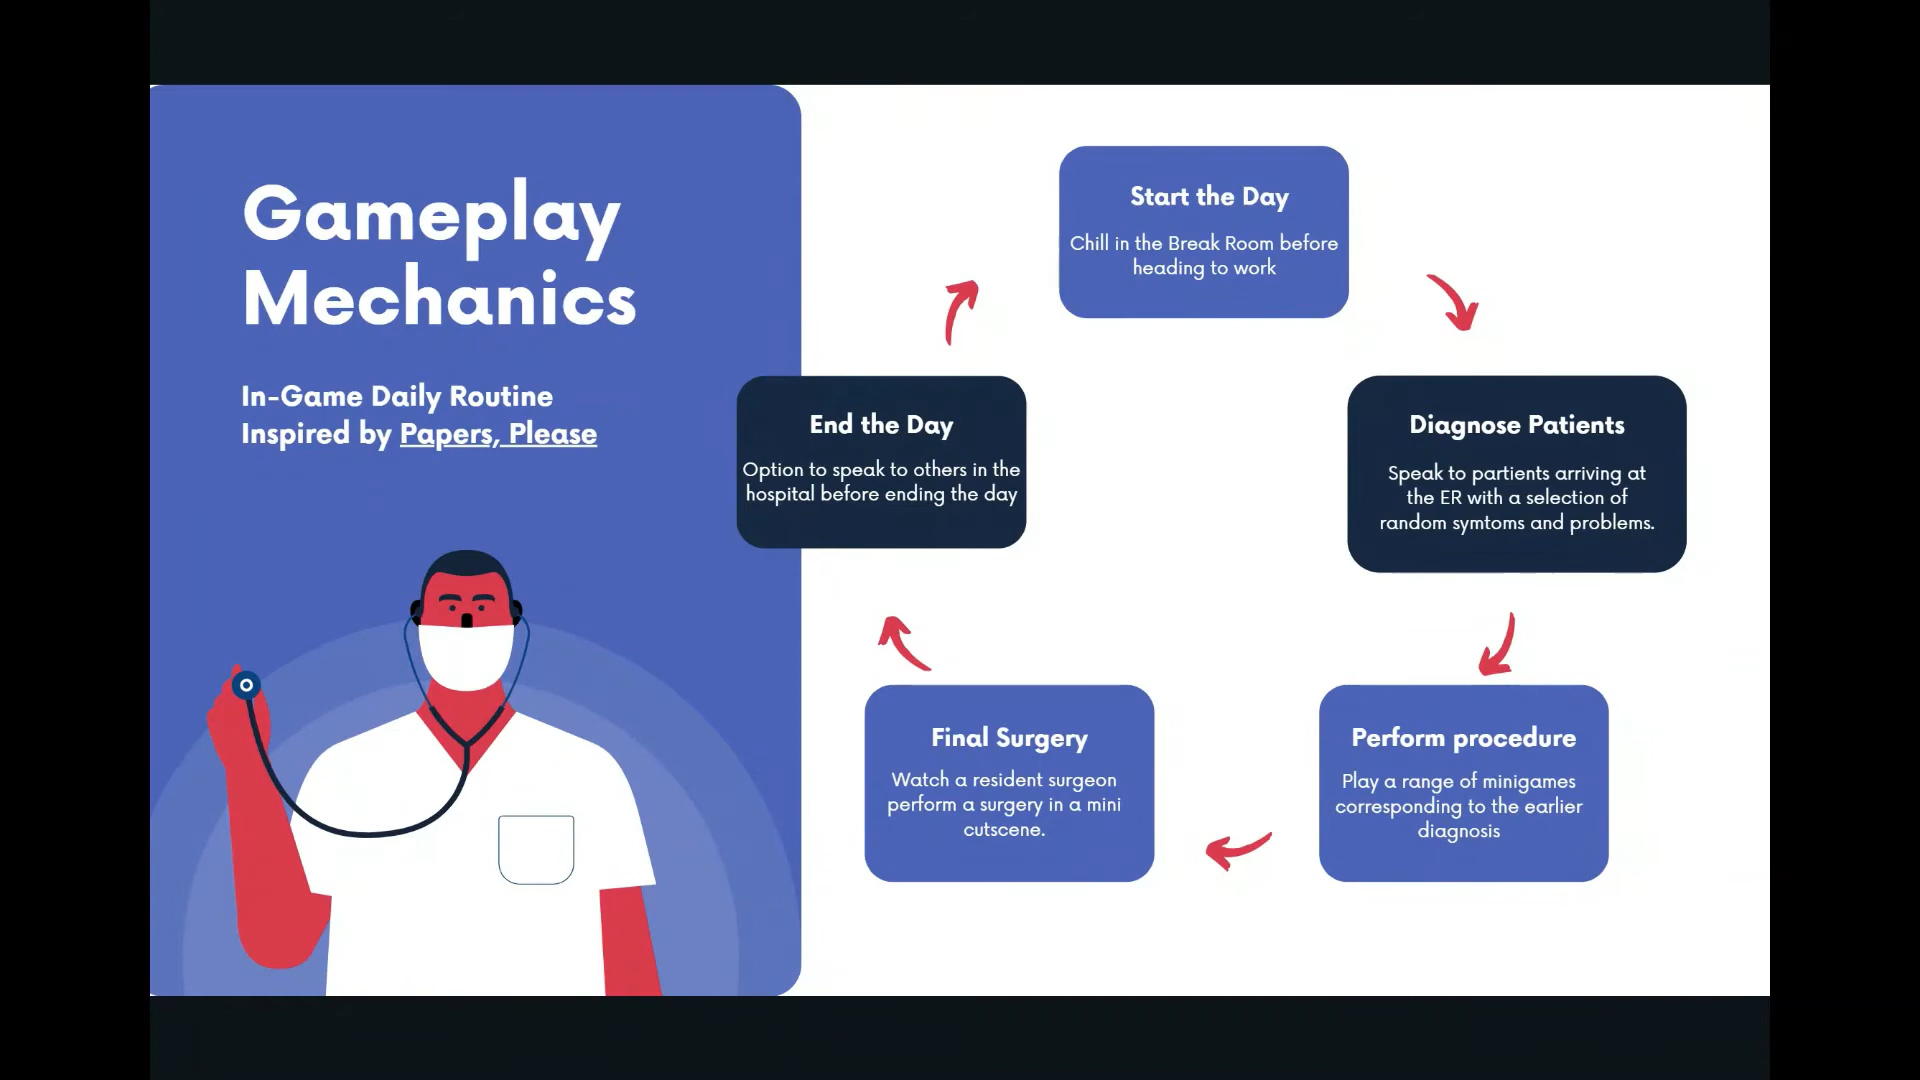 Gameplay
Mechanics
In-Game Daily Routine
Inspired by Papers, Please
Start the Day
Chill in the Break Room before
heading to work
Diagnose Patients
Speak to partients arriving at
the ER with a selection of
random symtoms and problems.
Perform procedure
Play a range of minigames
corresponding to the earlier
diagnosis
Final Surgery
Watch a resident surgeon
perform a surgery in a mini
cutscene.
End the Day
Option to speak to others in the
hospital before ending the day